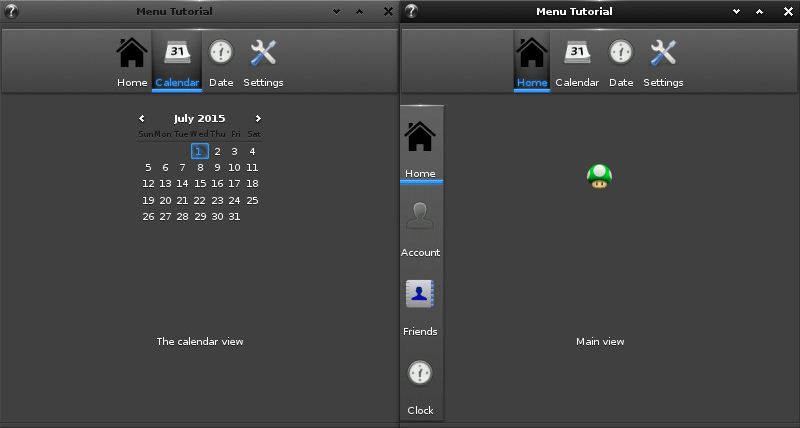 Menu Tutorial
Home Calendar Date Settings
July 2015
Sun Mon Tue Wed Thu Fri Sat
1 2 3 4
5 6 7 8 9 10 11
12 13 14 15 16 17 18
19 20 21 22 23 24 25
26 27 28 29 30 31
The calendar view
Menu Tutorial
Home Calendar Date Settings
Home
Account
Friends
Clock
Main view